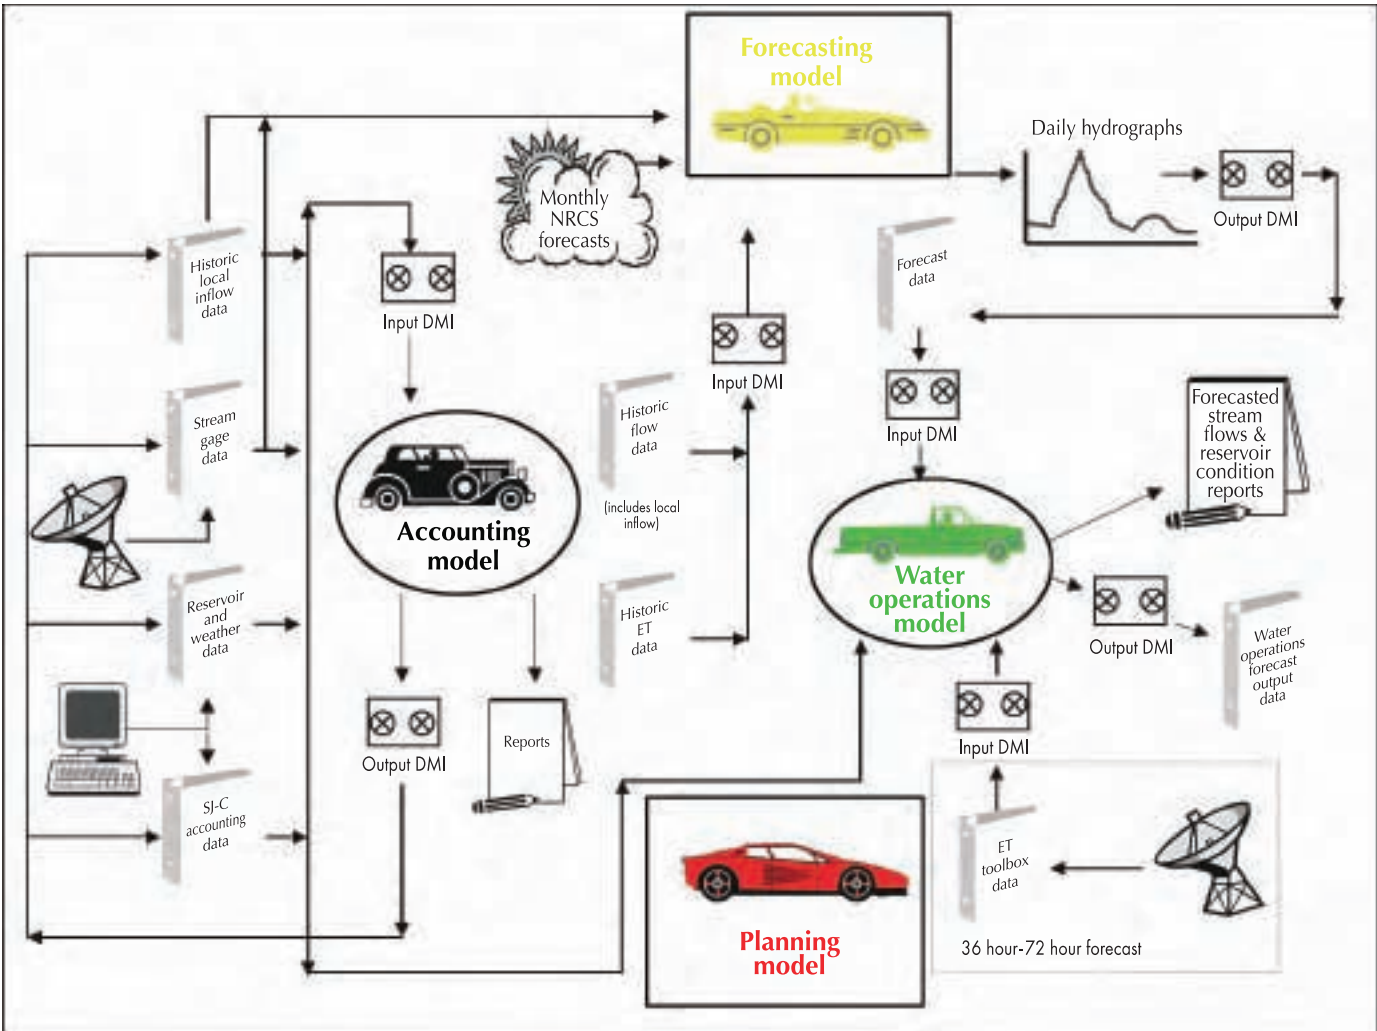 Forecasting
model
Daily hydrographs
Output DMI
Monthly
NRCS
forecasts
Historic
local
inflow
data
Input DMI
Forecast
data
Input DMI
Stream
gage
data
Historic
flow
data
(includes local
inflow)
Input DMI
Forecasted
stream
flows &
reservoir
condition
reports
Accounting
model
Water
operations
model
Reservoir
and
weather
data
Historic
ET
data
Output DMI
Water
operations
forecast
output
data
Output DMI
Reports
Input DMI
SJ-C
accounting
data
ET
toolbox
data
36 hour-72 hour forecast
Planning
model